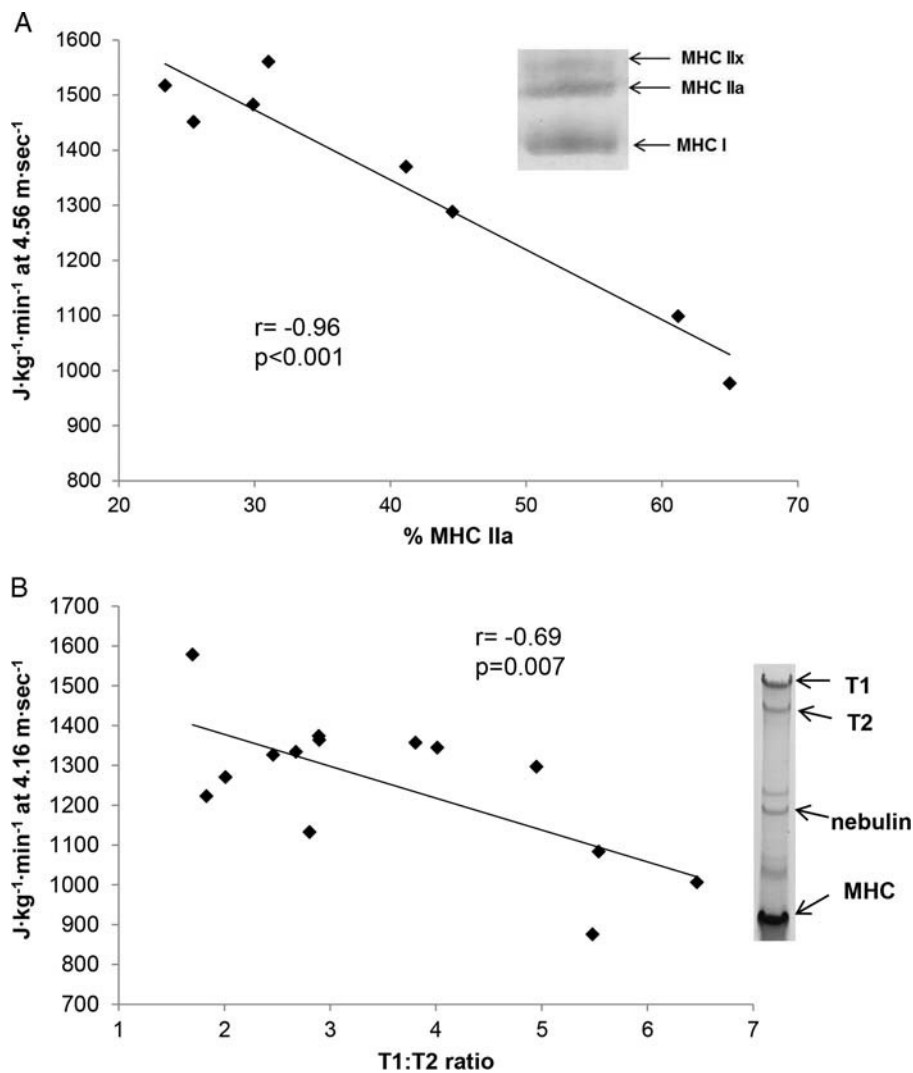 A
J·kg⁻¹·min⁻¹ at 4.56 m·sec⁻¹
1600
1500
1400
1300
1200
1100
1000
900
800
20
30
40
50
60
70
% MHC IIa
r= -0.96
p<0.001
MHC IIx
MHC IIa
MHC I
B
J·kg⁻¹·min⁻¹ at 4.16 m·sec⁻¹
1700
1600
1500
1400
1300
1200
1100
1000
900
800
700
1
2
3
4
5
6
7
T1:T2 ratio
r= -0.69
p=0.007
T1
T2
nebulin
MHC